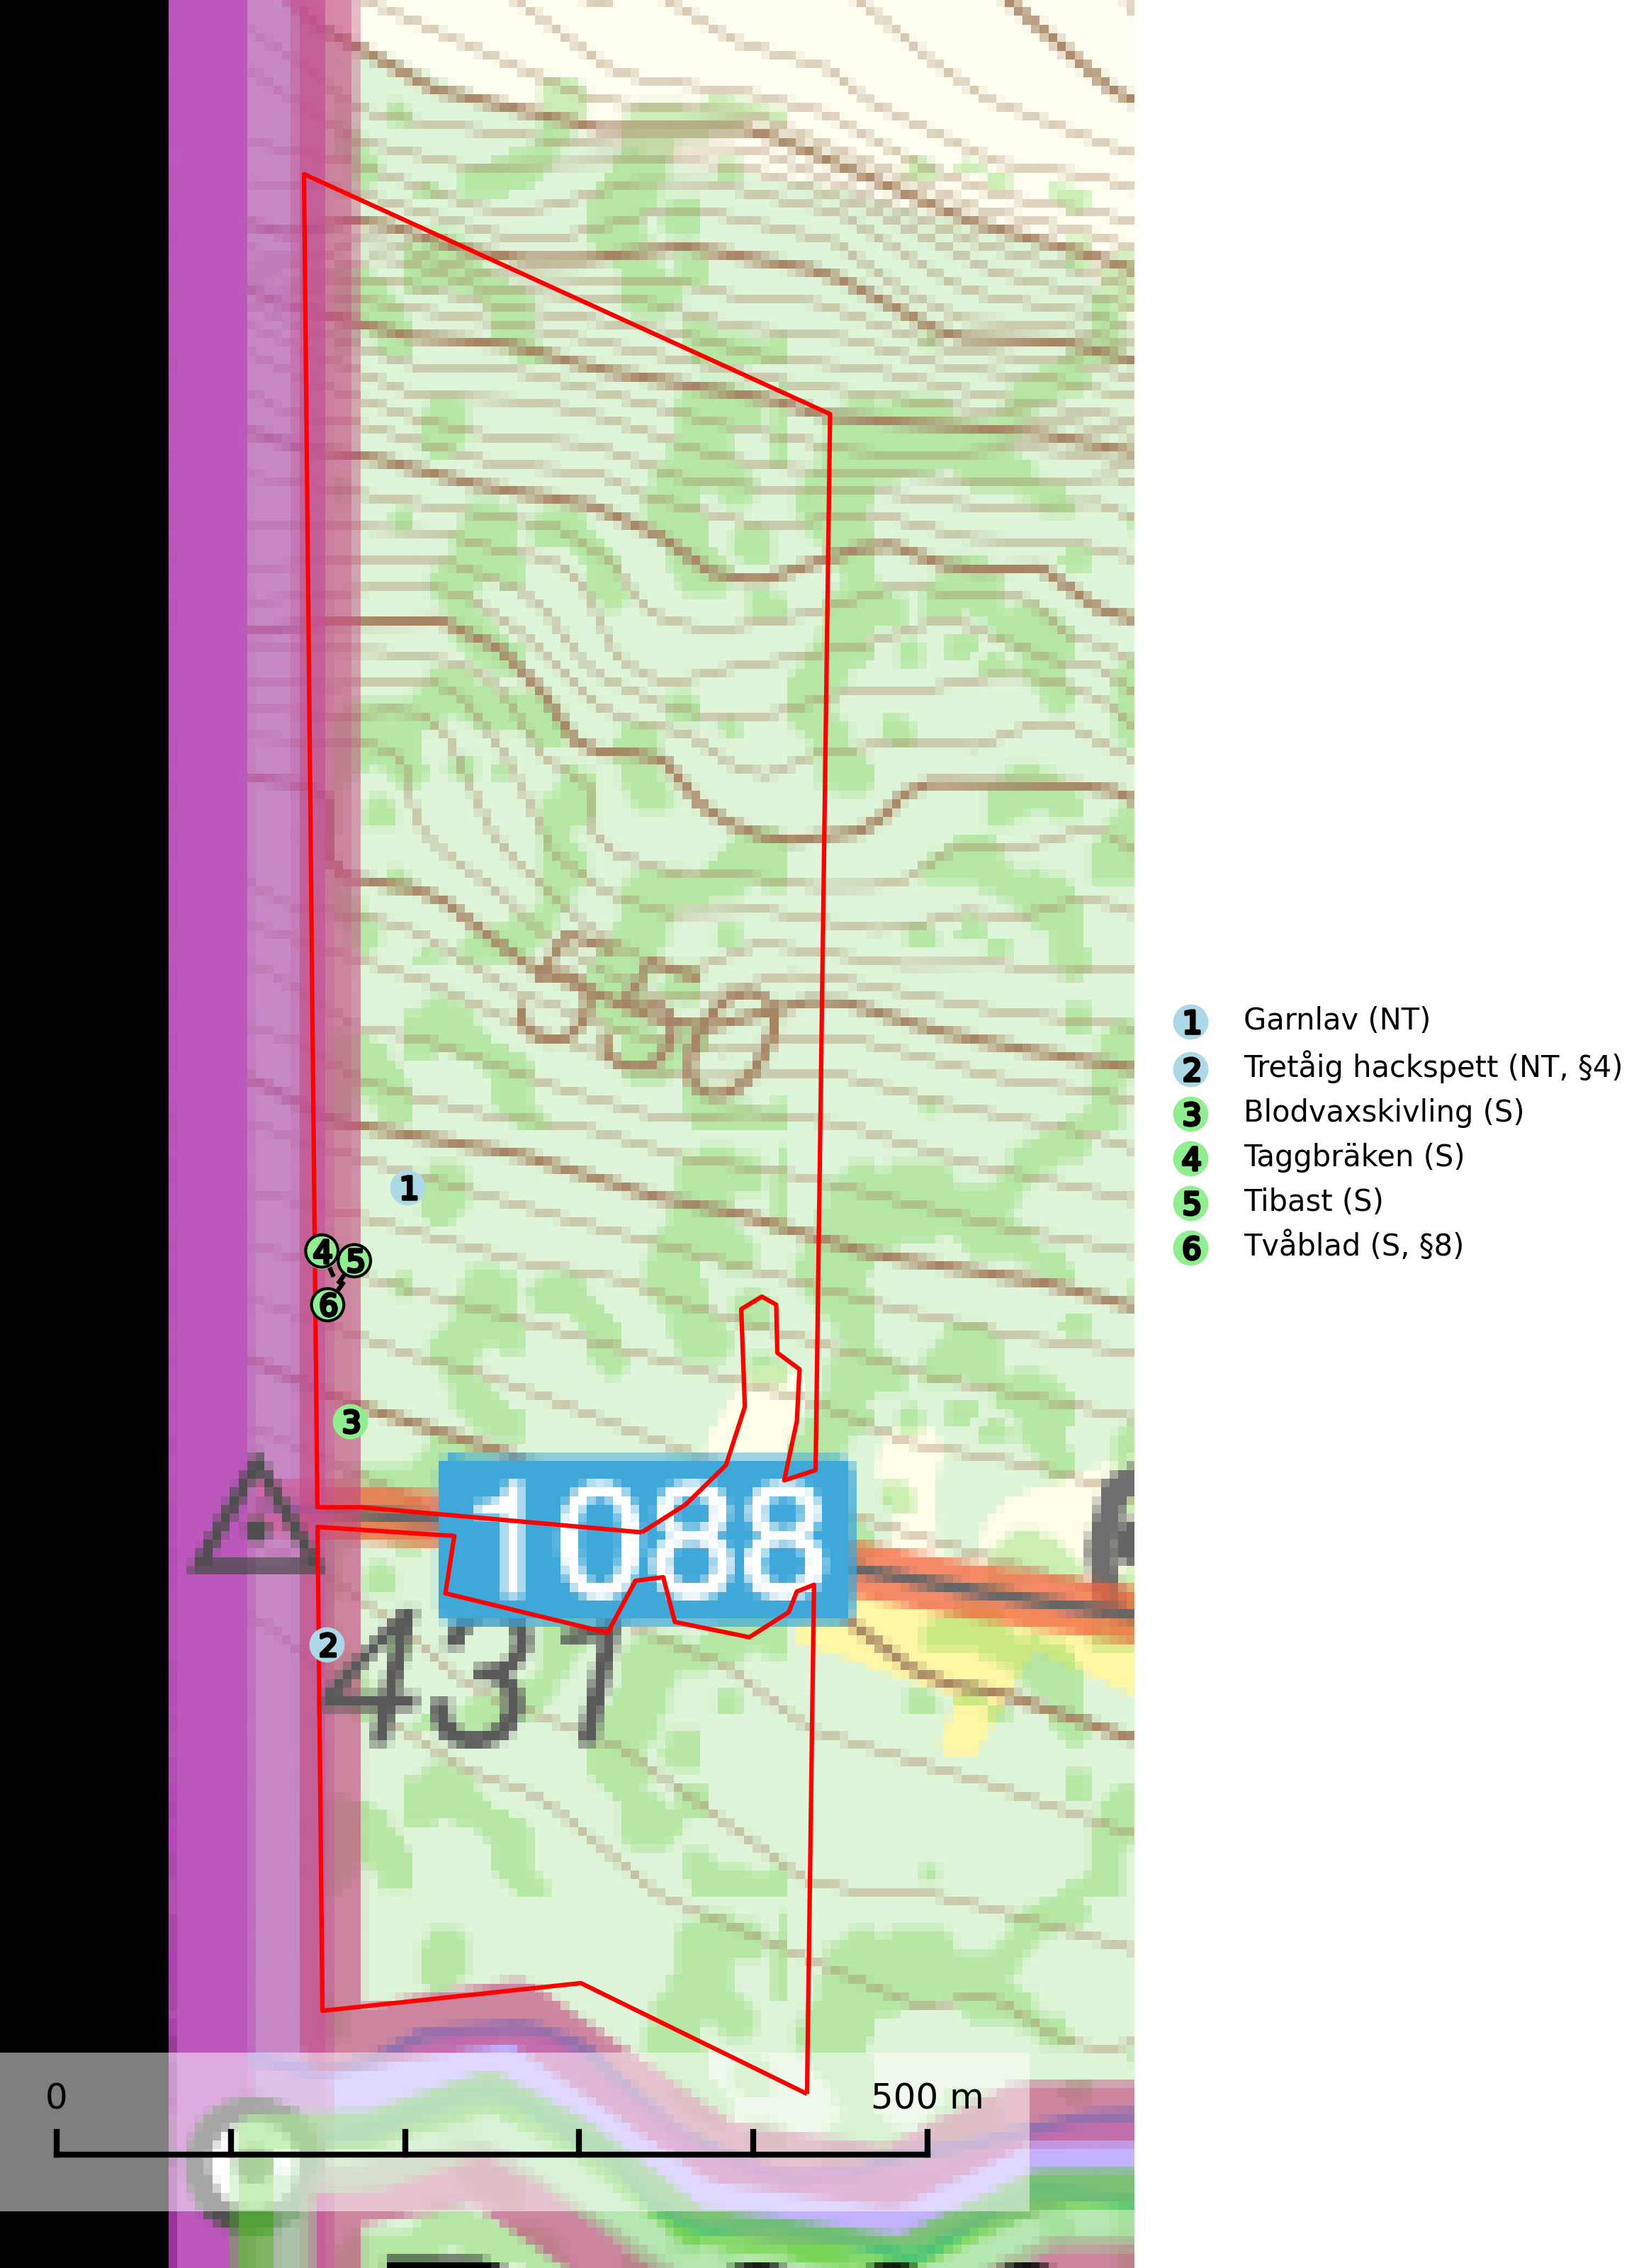 550
1
4 5
6
3
1088
2
431
0 500 m
1 Garnlav (NT)
2 Tretåig hackspett (NT, §4)
3 Blodvaxskivling (S)
4 Taggbräken (S)
5 Tibast (S)
6 Tvåblad (S, §8)